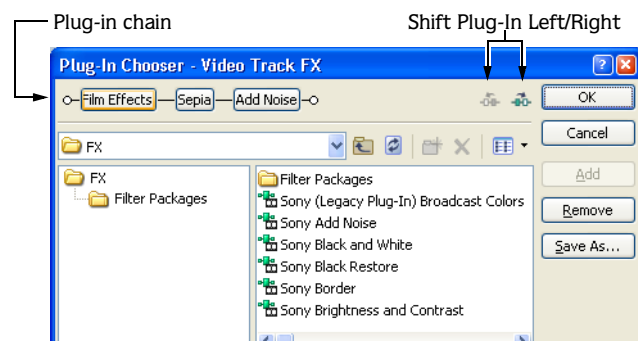 Plug-in chain
Shift Plug-In Left/Right
Plug-In Chooser - Video Track FX
Film Effects
Sepia
Add Noise
OK
FX
Cancel
FX
Filter Packages
Filter Packages
Sony (Legacy Plug-In) Broadcast Colors
Sony Add Noise
Sony Black and White
Sony Black Restore
Sony Border
Sony Brightness and Contrast
Add
Remove
Save As...